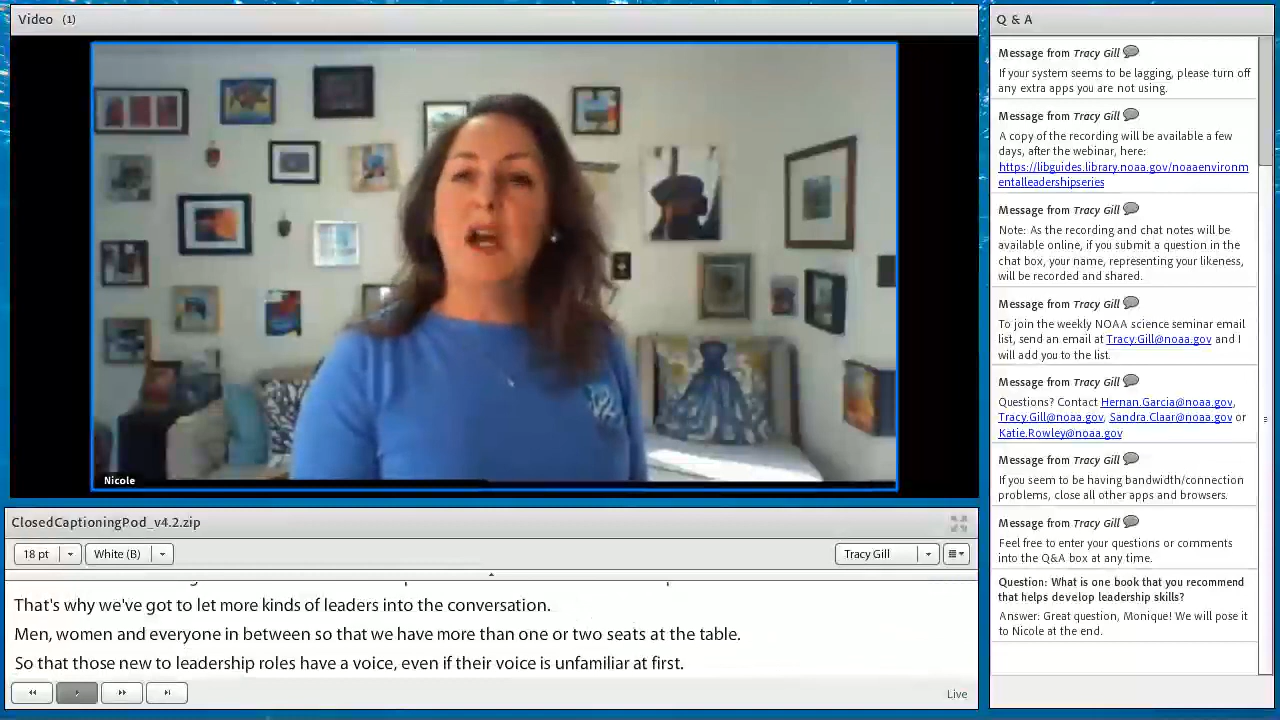 Video (1)
Nicole
ClosedCaptioningPod_v4.2.zip
18 pt
White (B)
Tracy Gill
That's why we've got to let more kinds of leaders into the conversation.
Men, women and everyone in between so that we have more than one or two seats at the table.
So that those new to leadership roles have a voice, even if their voice is unfamiliar at first.
Live
Q & A
Message from Tracy Gill
If your system seems to be lagging, please turn off
any extra apps you are not using.
Message from Tracy Gill
A copy of the recording will be available a few
days, after the webinar, here:
https://libguides.library.noaa.gov/noaaenvironm
entalleadershipseries
Message from Tracy Gill
Note: As the recording and chat notes will be
available online, if you submit a question in the
chat box, your name, representing your likeness,
will be recorded and shared.
Message from Tracy Gill
To join the weekly NOAA science seminar email
list, send an email at Tracy.Gill@noaa.gov and I
will add you to the list.
Message from Tracy Gill
Questions? Contact Hernan.Garcia@noaa.gov,
Tracy.Gill@noaa.gov, Sandra.Claar@noaa.gov or
Katie.Rowley@noaa.gov
Message from Tracy Gill
If you seem to be having bandwidth/connection
problems, close all other apps and browsers.
Message from Tracy Gill
Feel free to enter your questions or comments
into the Q&A box at any time.
Question: What is one book that you recommend
that helps develop leadership skills?
Answer: Great question, Monique! We will pose it
to Nicole at the end.